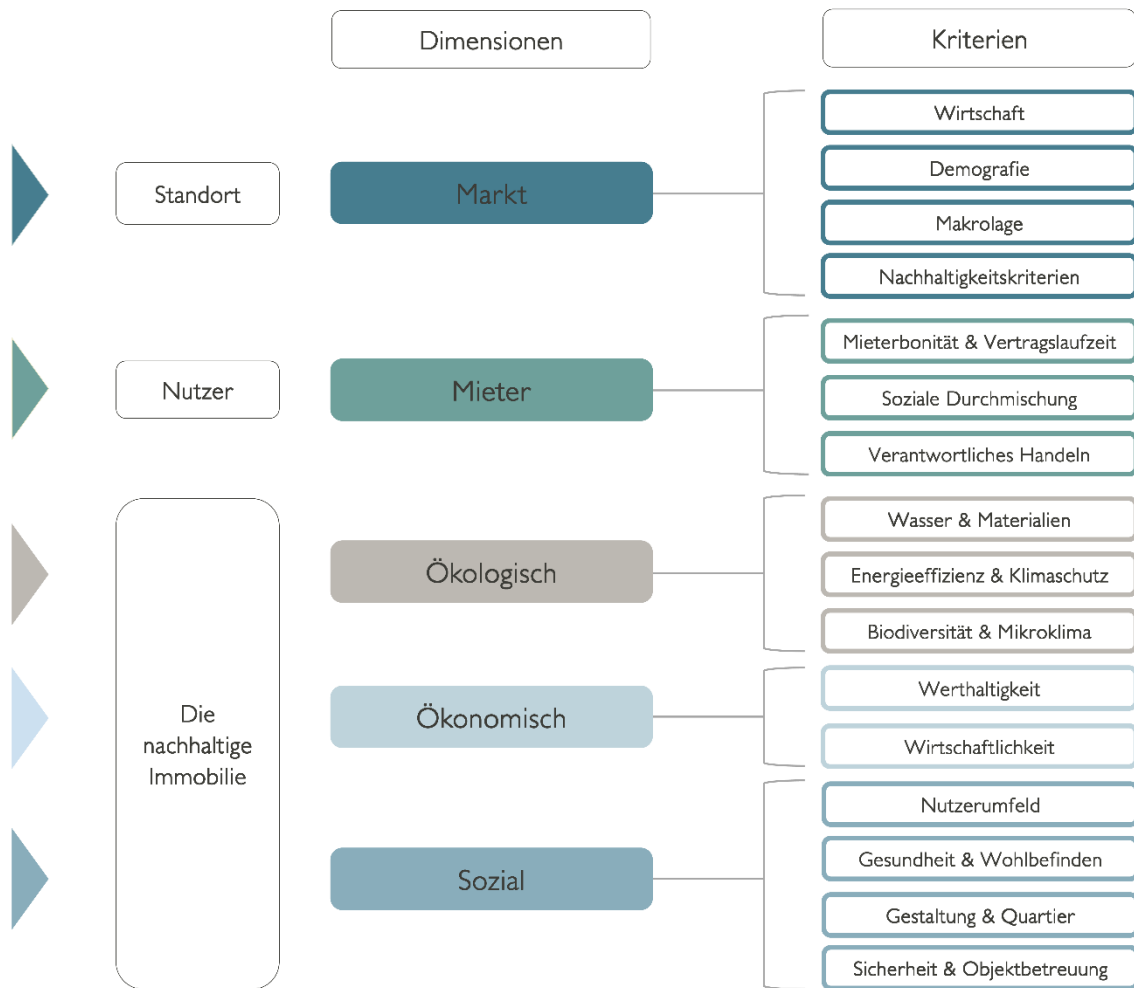 Dimensionen
Kriterien
Standort
Markt
Wirtschaft
Demografie
Makrolage
Nachhaltigkeitskriterien
Nutzer
Mieter
Mieterbonität & Vertragslaufzeit
Soziale Durchmischung
Verantwortliches Handeln
Die
nachhaltige
Immobilie
Ökologisch
Wasser & Materialien
Energieeffizienz & Klimaschutz
Biodiversität & Mikroklima
Ökonomisch
Werthaltigkeit
Wirtschaftlichkeit
Sozial
Nutzerumfeld
Gesundheit & Wohlbefinden
Gestaltung & Quartier
Sicherheit & Objektbetreuung